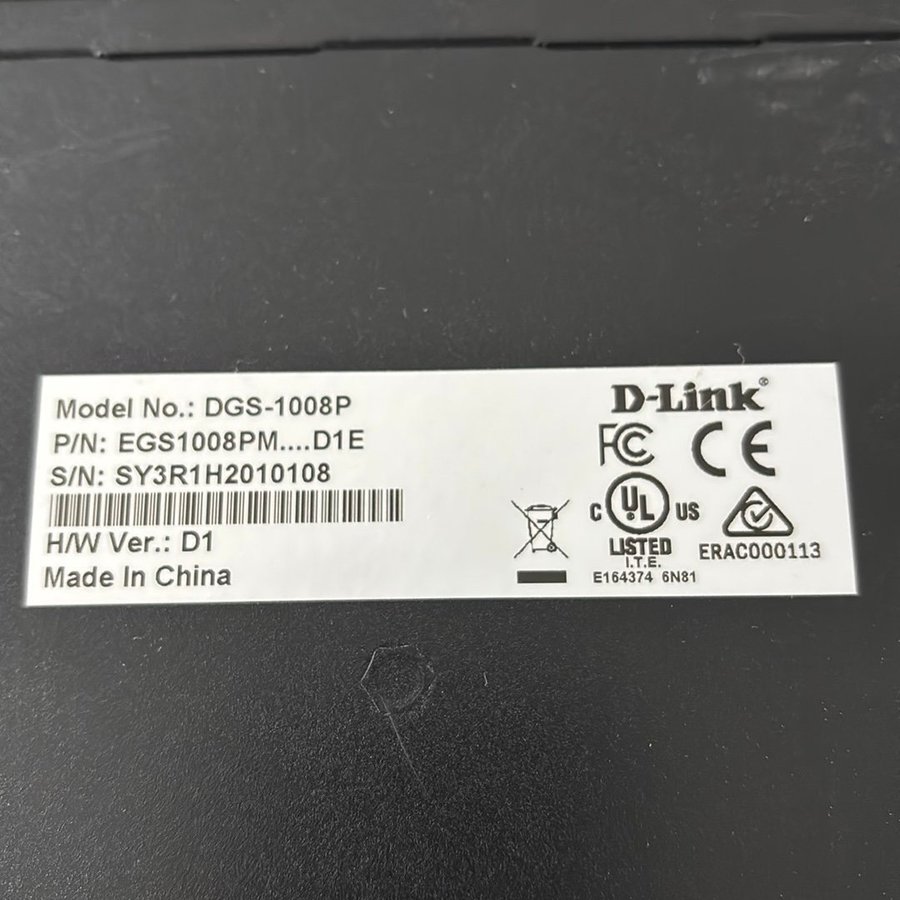 Model No.: DGS-1008P
P/N: EGS1008PM....D1E
S/N: SY3R1H2010108
H/W Ver.: D1
Made In China
D-Link®
FC CE
C UL US
LISTED
I.T.E.
E164374 6N81
ERAC000113